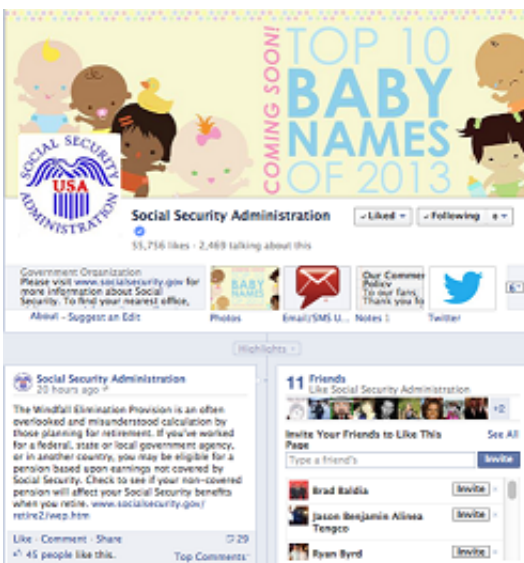 COMING SOON!
TOP 10
BABY
NAMES
OF 2013
SOCIAL SECURITY
USA
ADMINISTRATION
Social Security Administration
Liked
Following
55,756 likes · 2,469 talking about this
Government Organization
Please visit www.socialsecurity.gov for
more information about Social
Security. To find your nearest office,
About - Suggest an Edit
BABY
NAMES
Photos
Email/SMS U...
Our Commen
Policy
To our fans,
Thank you fo
Notes 1
Twitter
6
Highlights
Social Security Administration
20 hours ago
The Windfall Elimination Provision is an often
overlooked and misunderstood calculation by
those planning for retirement. If you've worked
for a federal, state or local government agency,
or in another country, you may be eligible for a
pension based upon earnings not covered by
Social Security. Check to see if your non-covered
pension will affect your Social Security benefits
when you retire. www.socialsecurity.gov/
retire2/wep.htm
Like · Comment · Share
29
45 people like this.
Top Comments
11 Friends
Like Social Security Administration
+2
Invite Your Friends to Like This
Page
See All
Type a friend's
Invite
Brad Baldia
Invite
Jason Benjamin Alinea
Tengco
Invite
Ryan Byrd
Invite